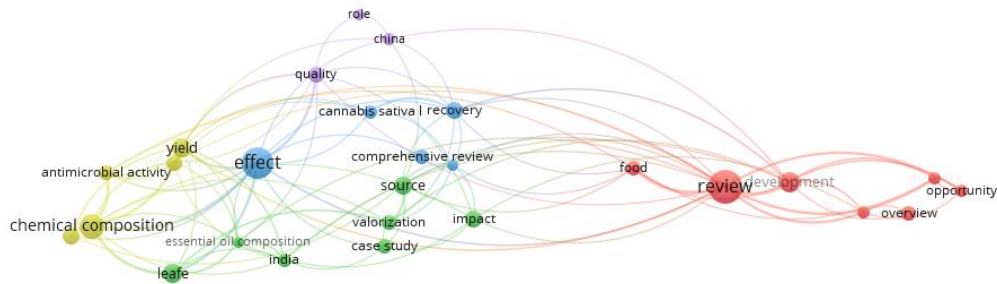 role
china
quality
cannabis sativa l
recovery
yield
effect
comprehensive review
antimicrobial activity
food
source
review
development
opportunity
chemical composition
valorization
impact
overview
essential oil composition
case study
india
leafe